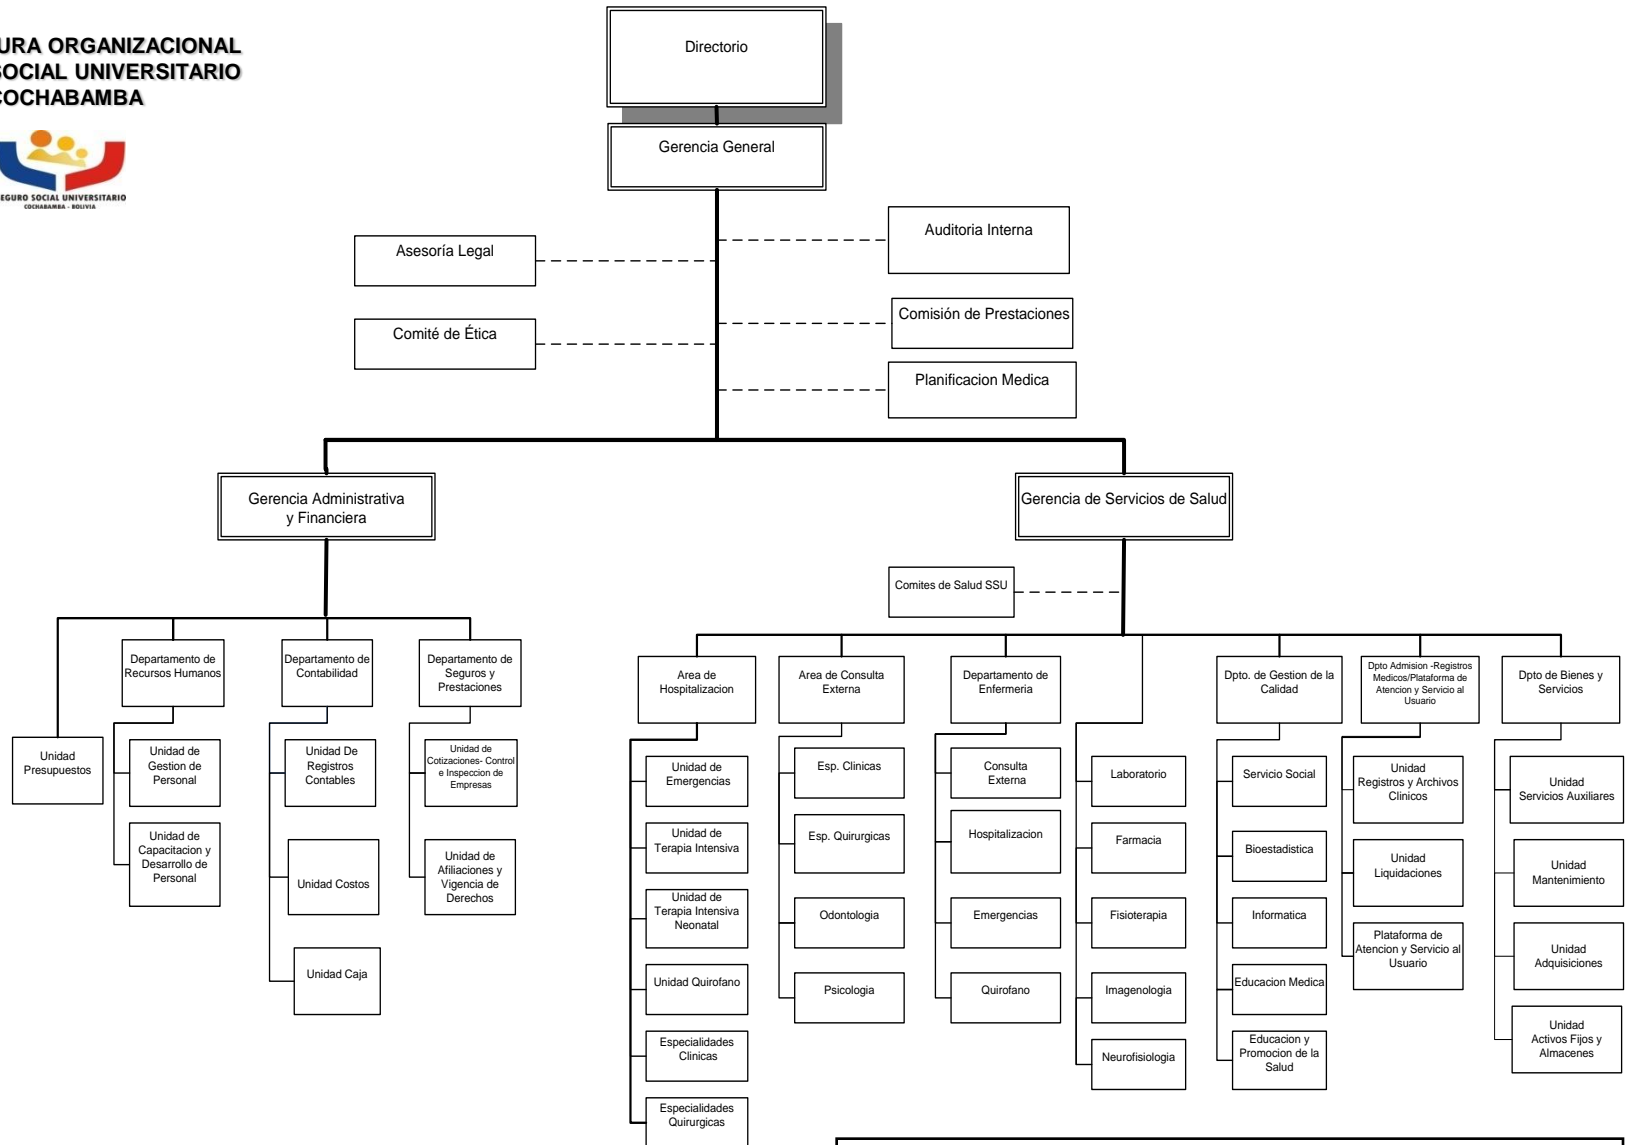 URA ORGANIZACIONAL
SOCIAL UNIVERSITARIO
COCHABAMBA
SEGURO SOCIAL UNIVERSITARIO
COCHABAMBA - BOLIVIA
Directorio
Gerencia General
Asesoría Legal
Auditoria Interna
Comité de Ética
Comisión de Prestaciones
Planificacion Medica
Gerencia Administrativa
y Financiera
Gerencia de Servicios de Salud
Comites de Salud SSU
Unidad
Presupuestos
Departamento de
Recursos Humanos
Unidad de
Gestion de
Personal
Unidad de
Capacitacion y
Desarrollo de
Personal
Departamento de
Contabilidad
Unidad De
Registros
Contables
Unidad Costos
Unidad Caja
Departamento de
Seguros y
Prestaciones
Unidad de
Cotizaciones- Control
e Inspeccion de
Empresas
Unidad de
Afiliaciones y
Vigencia de
Derechos
Area de
Hospitalizacion
Unidad de
Emergencias
Unidad de
Terapia Intensiva
Unidad de
Terapia Intensiva
Neonatal
Unidad Quirofano
Especialidades
Clinicas
Especialidades
Quirurgicas
Area de Consulta
Externa
Esp. Clinicas
Esp. Quirurgicas
Odontologia
Psicologia
Departamento de
Enfermeria
Consulta
Externa
Hospitalizacion
Emergencias
Quirofano
Laboratorio
Farmacia
Fisioterapia
Imagenologia
Neurofisiologia
Dpto. de Gestion de la
Calidad
Servicio Social
Bioestadistica
Informatica
Educacion Medica
Educacion y
Promocion de la
Salud
Dpto Admision -Registros
Medicos/Plataforma de
Atencion y Servicio al
Usuario
Unidad
Registros y Archivos
Clinicos
Unidad
Liquidaciones
Plataforma de
Atencion y Servicio al
Usuario
Dpto de Bienes y
Servicios
Unidad
Servicios Auxiliares
Unidad
Mantenimiento
Unidad
Adquisiciones
Unidad
Activos Fijos y
Almacenes